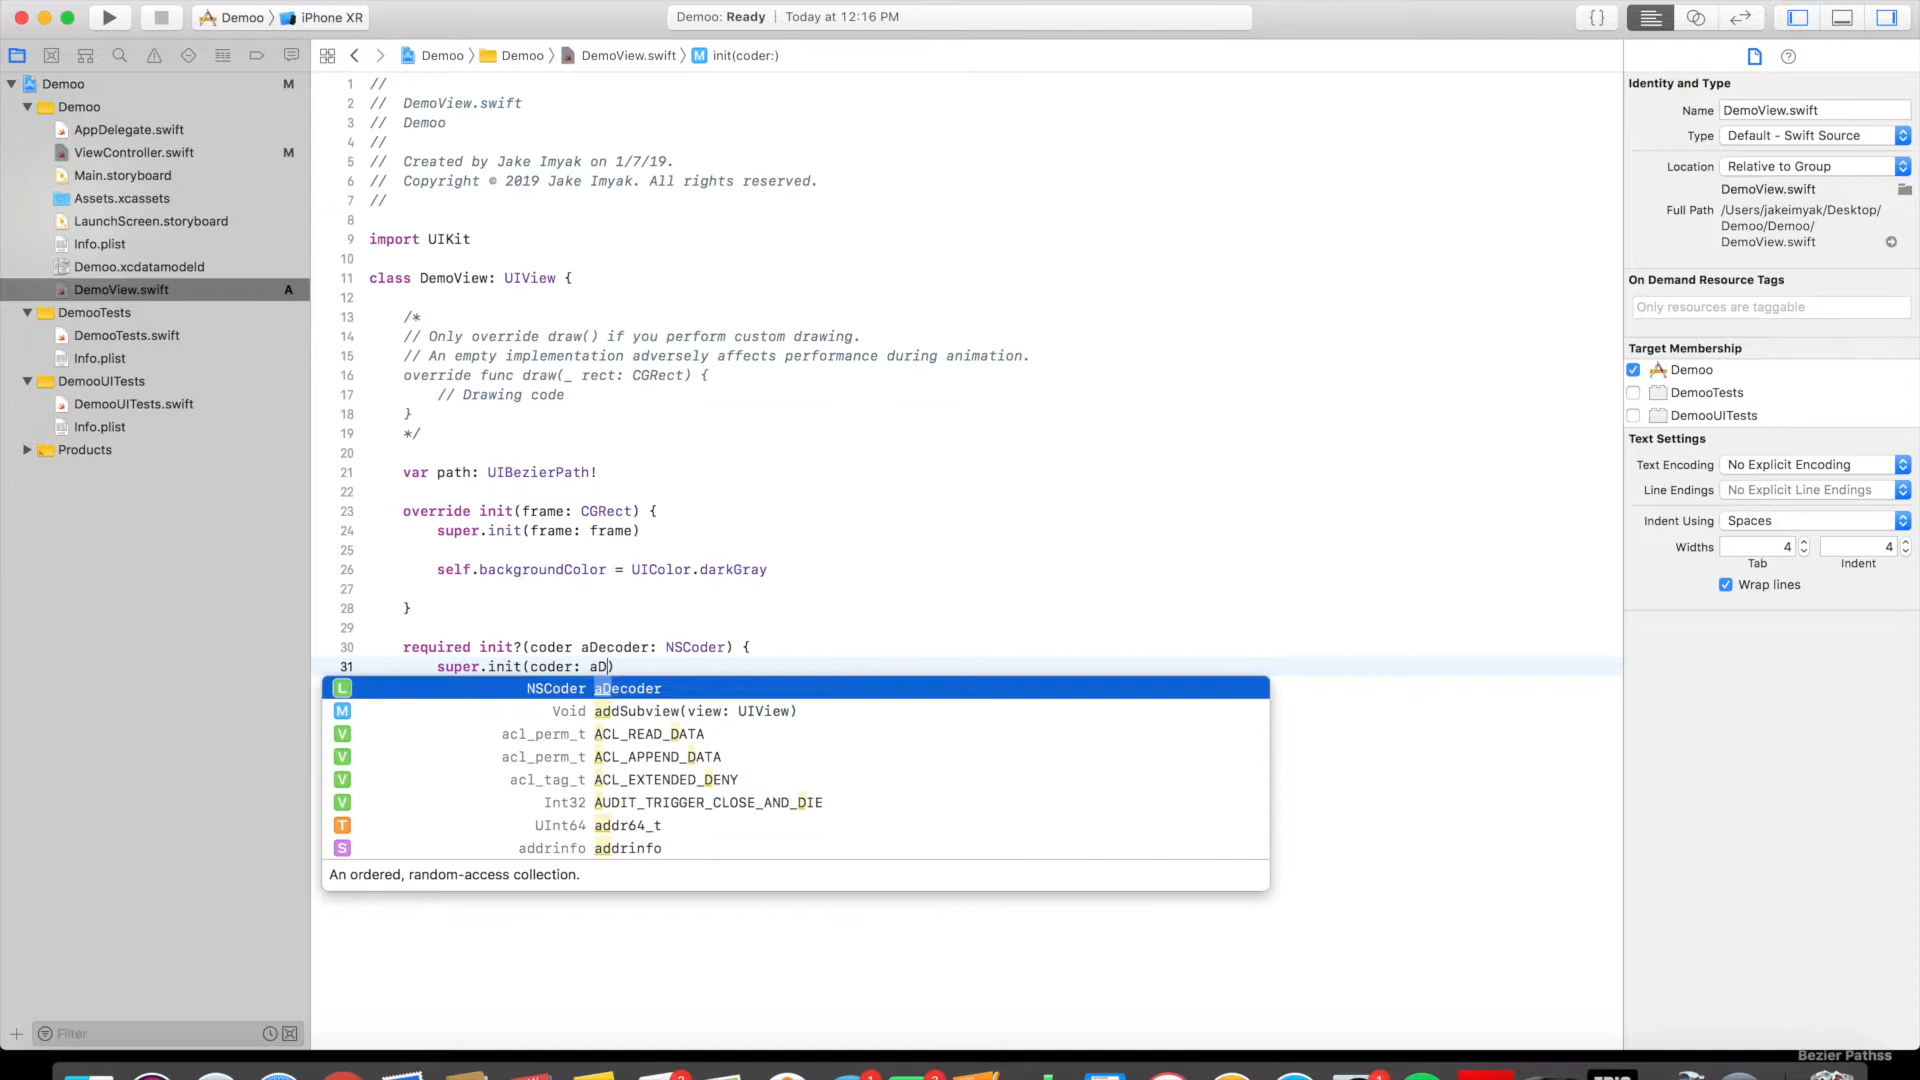 Demoo
iPhone XR
Demoo: Ready
Today at 12:16 PM
{ }
Demoo
Demoo
DemoView.swift
M
init(coder:)
Demoo
M
Demoo
AppDelegate.swift
ViewController.swift
M
Main.storyboard
Assets.xcassets
LaunchScreen.storyboard
Info.plist
Demoo.xcdatamodeld
DemoView.swift
A
DemooTests
DemooTests.swift
Info.plist
DemooUITests
DemooUITests.swift
Info.plist
Products
Filter
1 //
2 //  DemoView.swift
3 //  Demoo
4 //
5 //  Created by Jake Imyak on 1/7/19.
6 //  Copyright © 2019 Jake Imyak. All rights reserved.
7 //
8
9 import UIKit
10
11 class DemoView: UIView {
12
13     /*
14     // Only override draw() if you perform custom drawing.
15     // An empty implementation adversely affects performance during animation.
16     override func draw(_ rect: CGRect) {
17         // Drawing code
18     }
19     */
20
21     var path: UIBezierPath!
22
23     override init(frame: CGRect) {
24         super.init(frame: frame)
25
26         self.backgroundColor = UIColor.darkGray
27
28     }
29
30     required init?(coder aDecoder: NSCoder) {
31         super.init(coder: aD)
L NSCoder aDecoder
M Void addSubview(view: UIView)
V acl_perm_t ACL_READ_DATA
V acl_perm_t ACL_APPEND_DATA
V acl_tag_t ACL_EXTENDED_DENY
V Int32 AUDIT_TRIGGER_CLOSE_AND_DIE
T UInt64 addr64_t
S addrinfo addrinfo
An ordered, random-access collection.
Identity and Type
Name DemoView.swift
Type Default - Swift Source
Location Relative to Group
DemoView.swift
Full Path /Users/jakeimyak/Desktop/
Demoo/Demoo/
DemoView.swift
On Demand Resource Tags
Only resources are taggable
Target Membership
Demoo
DemooTests
DemooUITests
Text Settings
Text Encoding No Explicit Encoding
Line Endings No Explicit Line Endings
Indent Using Spaces
Widths 4 4
Tab Indent
Wrap lines
Bezier Pathss